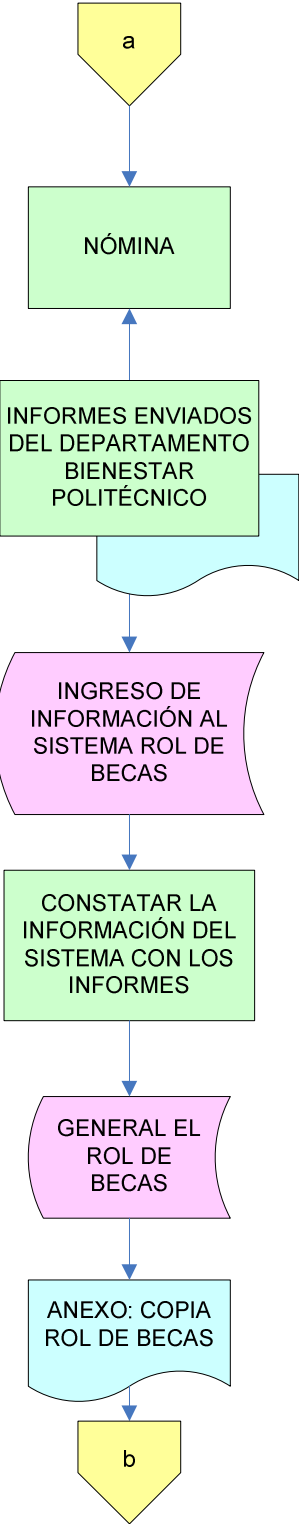 a
NÓMINA
INFORMES ENVIADOS
DEL DEPARTAMENTO
BIENESTAR
POLITÉCNICO
INGRESO DE
INFORMACIÓN AL
SISTEMA ROL DE
BECAS
CONSTATAR LA
INFORMACIÓN DEL
SISTEMA CON LOS
INFORMES
GENERAL EL
ROL DE
BECAS
ANEXO: COPIA
ROL DE BECAS
b